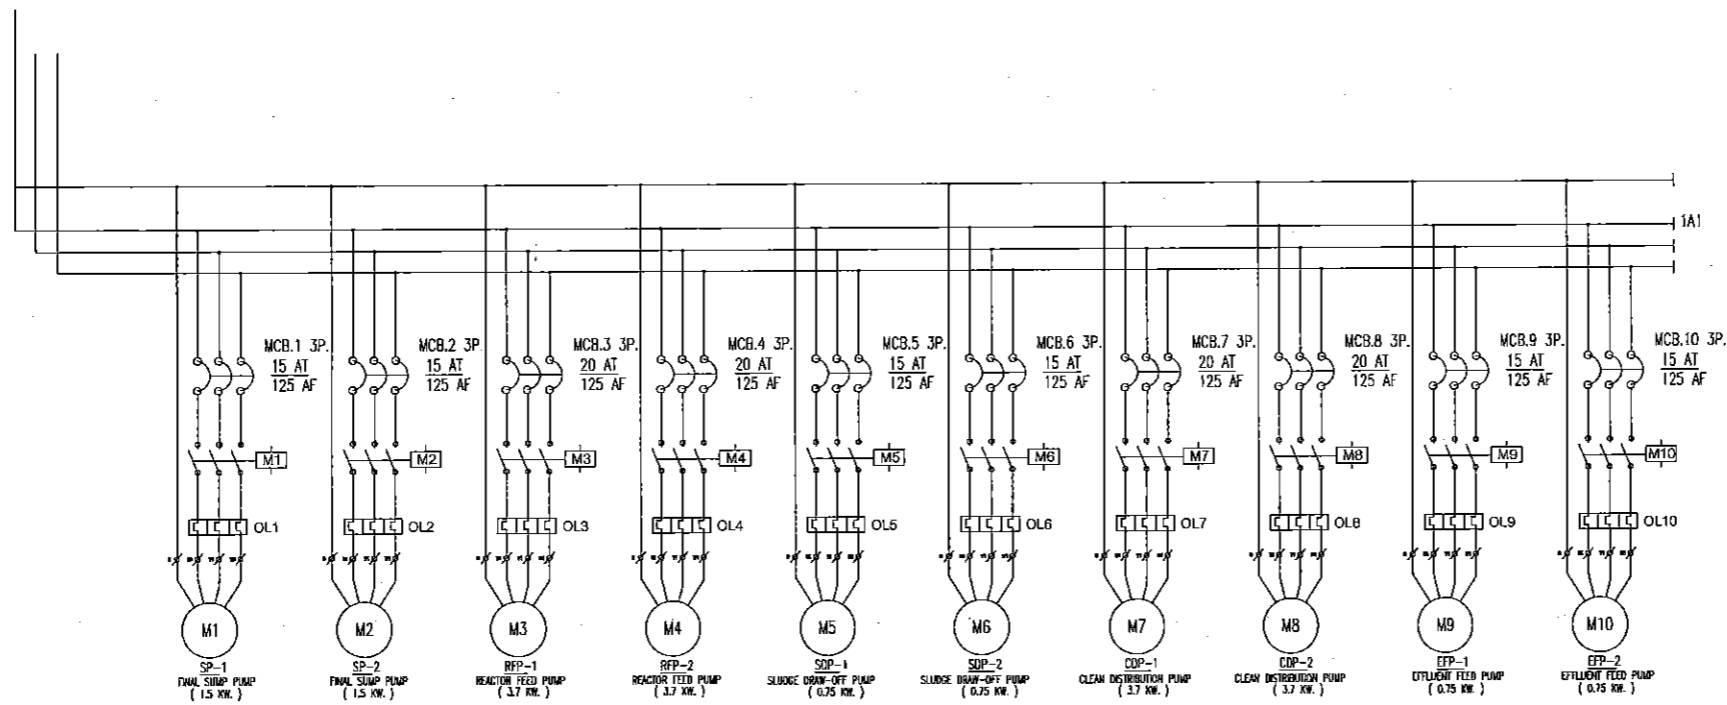 1A1
MCB.1 3P.
15 AT
125 AF
MCB.2 3P.
15 AT
125 AF
MCB.3 3P.
20 AT
125 AF
MCB.4 3P.
20 AT
125 AF
MCB.5 3P.
15 AT
125 AF
MCB.6 3P.
15 AT
125 AF
MCB.7 3P.
20 AT
125 AF
MCB.8 3P.
20 AT
125 AF
MCB.9 3P.
15 AT
125 AF
MCB.10 3P.
15 AT
125 AF
M1
M2
M3
M4
M5
M6
M7
M8
M9
M10
OL1
OL2
OL3
OL4
OL5
OL6
OL7
OL8
OL9
OL10
M1
M2
M3
M4
M5
M6
M7
M8
M9
M10
SP-1
FINAL SUMP PUMP
( 1.5 KW. )
SP-2
FINAL SUMP PUMP
( 1.5 KW. )
RFP-1
REACTOR FEED PUMP
( 3.7 KW. )
RFP-2
REACTOR FEED PUMP
( 3.7 KW. )
SDP-1
SLUDGE DRAW-OFF PUMP
( 0.75 KW. )
SDP-2
SLUDGE DRAW-OFF PUMP
( 0.75 KW. )
CDP-1
CLEAN DISTRIBUTION PUMP
( 3.7 KW. )
CDP-2
CLEAN DISTRIBUTION PUMP
( 3.7 KW. )
EFP-1
EFFLUENT FEED PUMP
( 0.75 KW. )
EFP-2
EFFLUENT FEED PUMP
( 0.75 KW. )